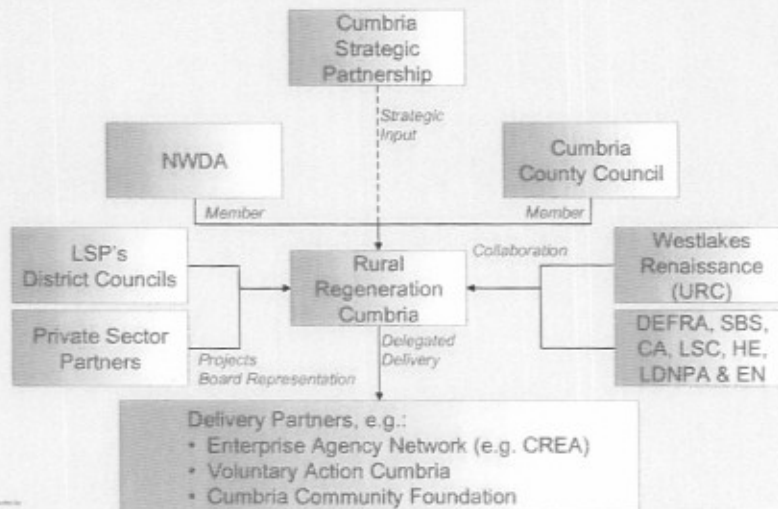 Cumbria
Strategic
Partnership
Strategic
Input
NWDA
Cumbria
County Council
Member
Member
LSP's
District Councils
Rural
Regeneration
Cumbria
Collaboration
Westlakes
Renaissance
(URC)
Private Sector
Partners
DEFRA, SBS,
CA, LSC, HE,
LDNPA & EN
Projects
Board Representation
Delegated
Delivery
Delivery Partners, e.g.:
• Enterprise Agency Network (e.g. CREA)
• Voluntary Action Cumbria
• Cumbria Community Foundation